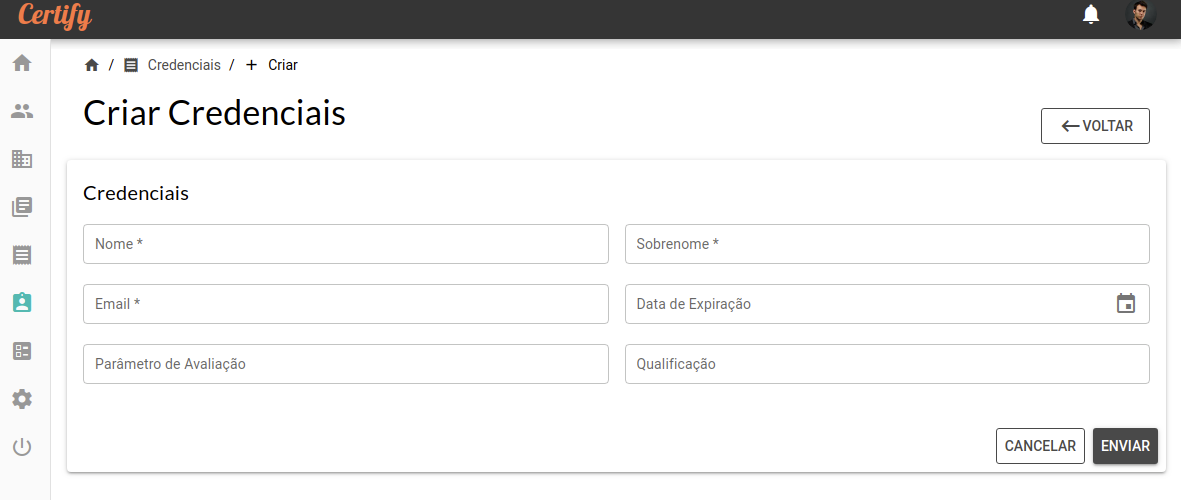 Certify
/ Credenciais / + Criar
Criar Credenciais
VOLTAR
Credenciais
Nome *
Sobrenome *
Email *
Data de Expiração
Parâmetro de Avaliação
Qualificação
CANCELAR
ENVIAR